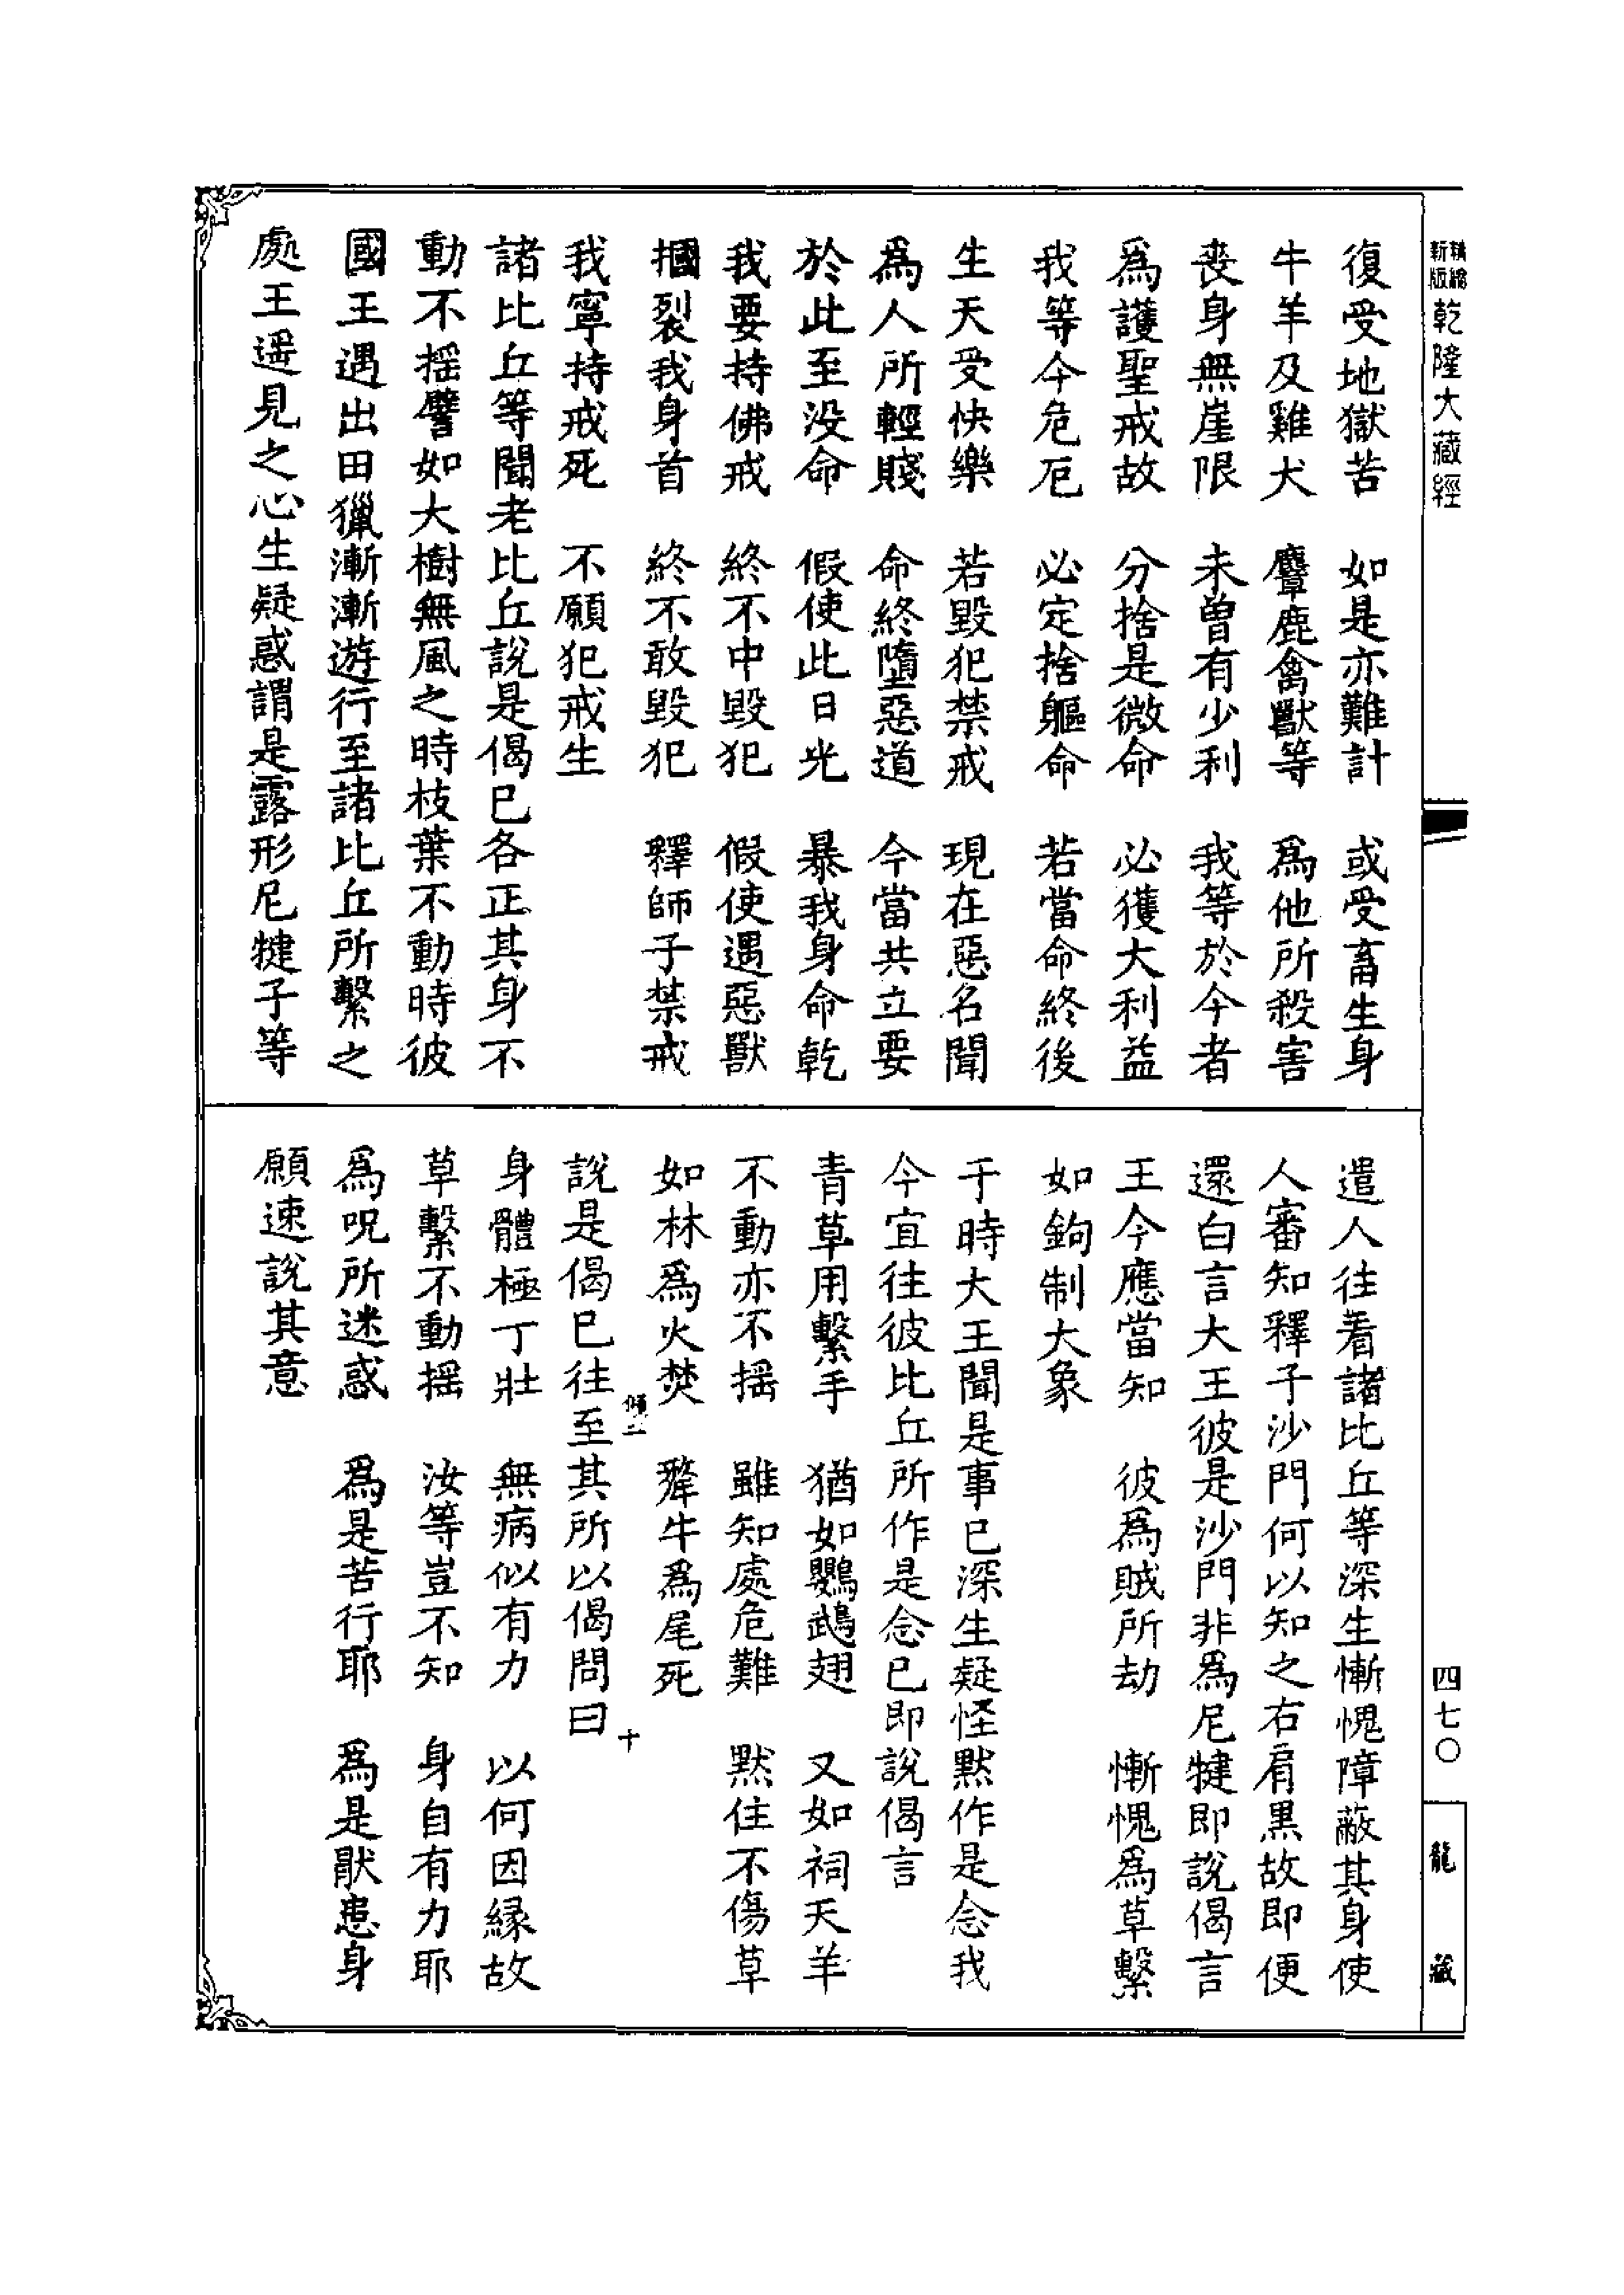 精編
新版
乾隆大藏經
復受地獄苦　如是亦難計　或受畜生身
牛羊及雞犬　麞鹿禽獸等　爲他所殺害
喪身無崖限　未曾有少利　我等於今者
爲護聖戒故　分捨是微命　必獲大利益
我等今危厄　必定捨軀命　若當命終後
生天受快樂　若毀犯禁戒　現在惡名聞
爲人所輕賤　命終墮惡道　今當共立要
於此至没命　假使此日光　暴我身命乾
我要持佛戒　終不中毀犯　假使遇惡獸
摑裂我身首　終不敢毀犯　釋師子禁戒
我寧持戒死　不願犯戒生
諸比丘等聞老比丘說是偈已各正其身不
動不摇譬如大樹無風之時枝葉不動時彼
國王遇出田獵漸漸遊行至諸比丘所繫之
處王遥見之心生疑惑謂是露形尼犍子等
遣人往看諸比丘等深生慚愧障蔽其身使
人審知釋子沙門何以知之右肩黑故即便
還白言大王彼是沙門非爲尼犍即說偈言
王今應當知　彼爲賊所劫　慚愧爲草繫
如鉤制大象
于時大王聞是事已深生疑怪默作是念我
今宜往彼比丘所作是念已即說偈言
青草用繫手　猶如鸚鵡翅　又如祠天羊
不動亦不摇　雖知處危難　默住不傷草
如林爲火焚　犛牛爲尾死
說是偈已往至其所以偈問曰
十
身體極丁壯　無病似有力　以何因緣故
草繫不動摇　汝等豈不知　身自有力耶
爲呪所迷惑　爲是苦行耶　爲是猒患身
願速說其意
四七〇
龍藏